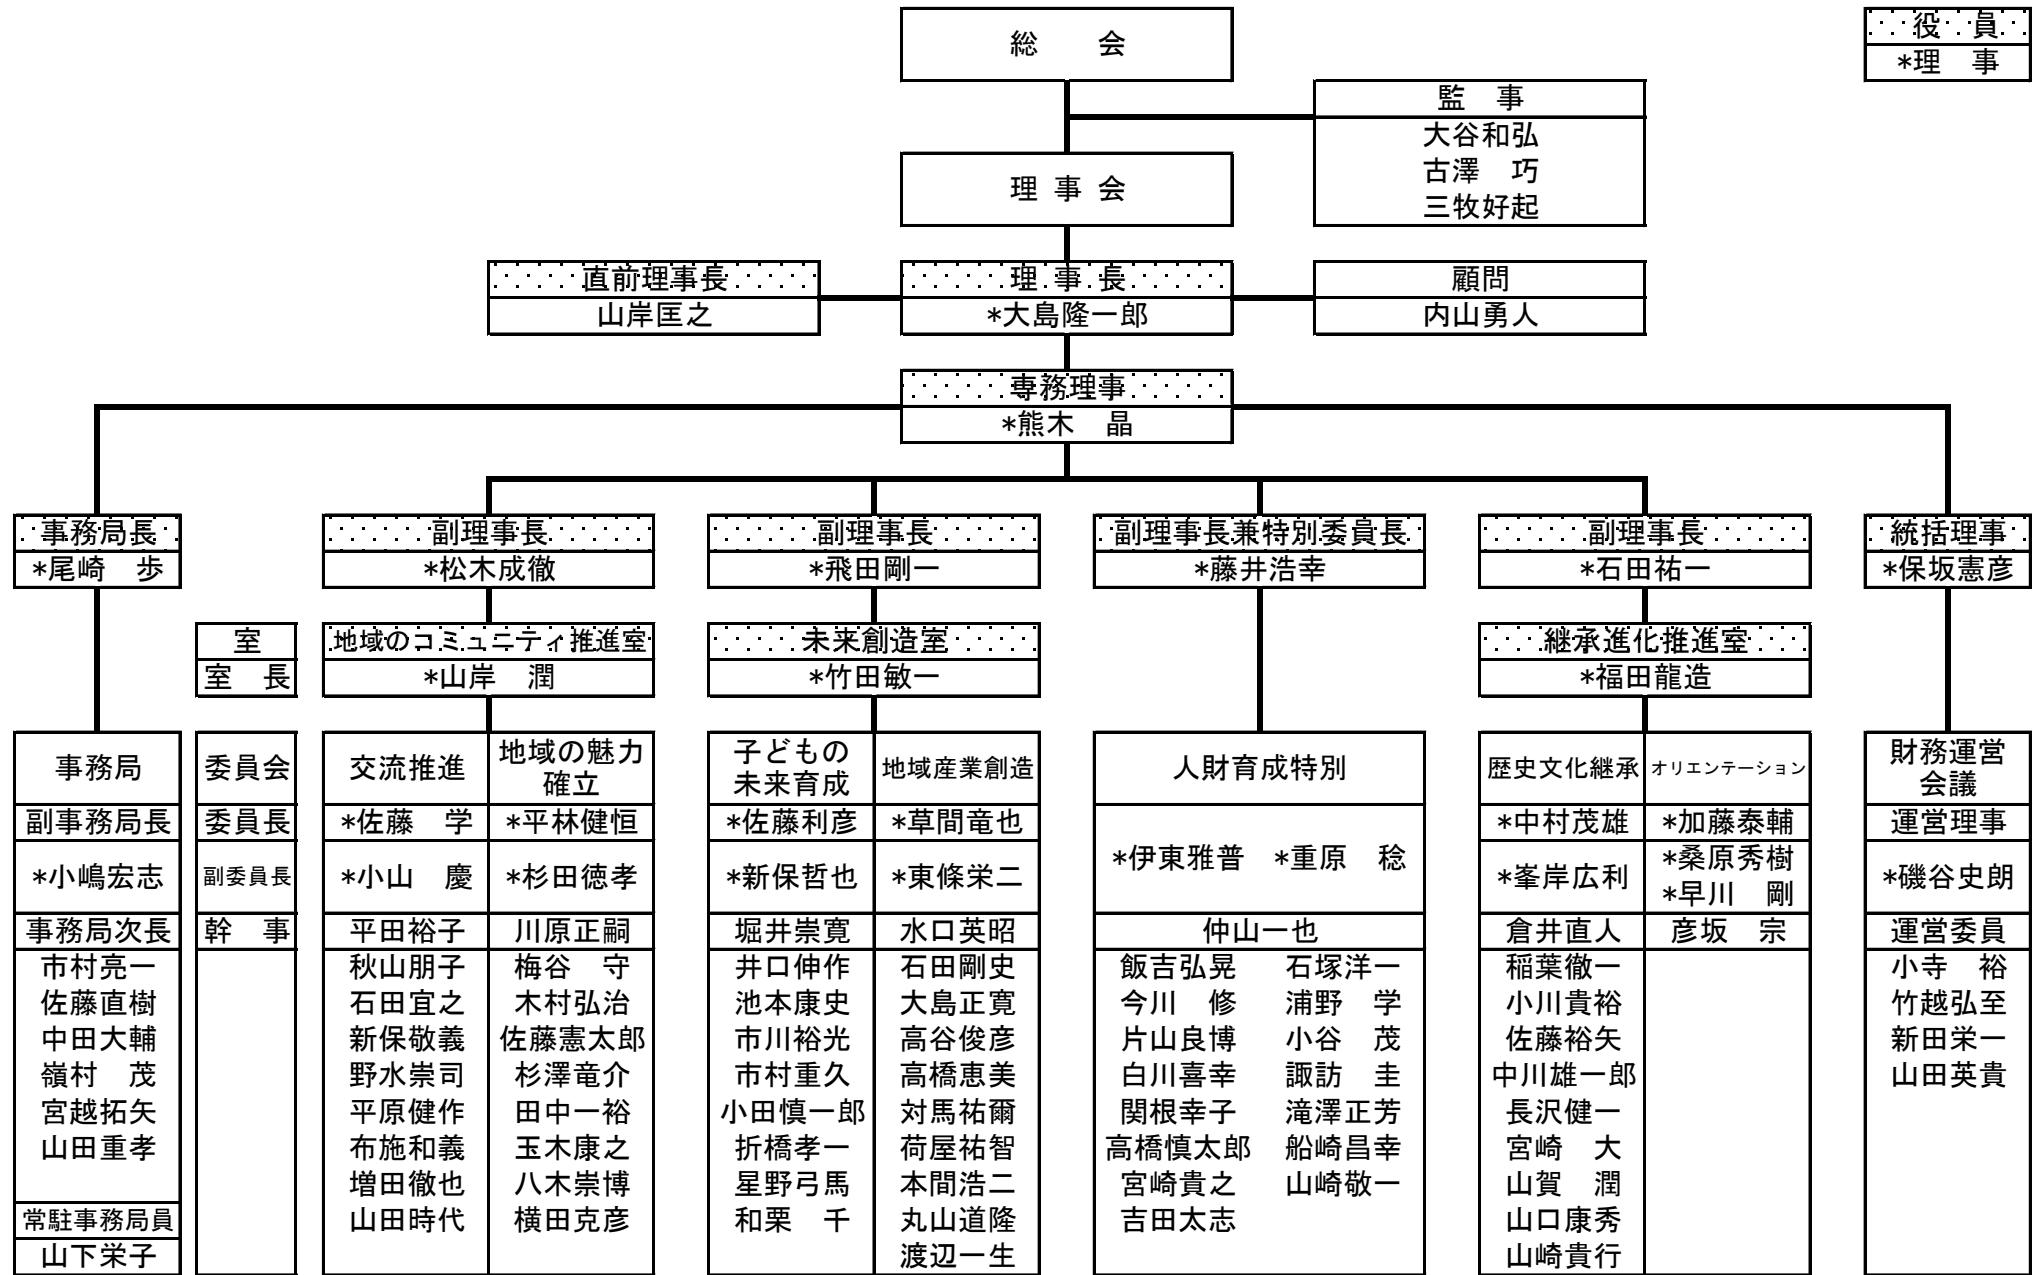 総　会
役　員
*理　事
監　事
大谷和弘
古澤　巧
三牧好起
理 事 会
直前理事長
山岸匡之
理 事 長
*大島隆一郎
顧問
内山勇人
専務理事
*熊木　晶
事務局長
*尾崎　歩
副理事長
*松木成徹
副理事長
*飛田剛一
副理事長兼特別委員長
*藤井浩幸
副理事長
*石田祐一
統括理事
*保坂憲彦
室
室　長
地域のコミュニティ推進室
*山岸　潤
未来創造室
*竹田敏一
継承進化推進室
*福田龍造
事務局
副事務局長
*小嶋宏志
事務局次長
市村亮一
佐藤直樹
中田大輔
嶺村　茂
宮越拓矢
山田重孝
常駐事務局員
山下栄子
委員会
委員長
副委員長
幹　事
交流推進
*佐藤　学
*小山　慶
平田裕子
秋山朋子
石田宜之
新保敬義
野水崇司
平原健作
布施和義
増田徹也
山田時代
地域の魅力
確立
*平林健恒
*杉田徳孝
川原正嗣
梅谷　守
木村弘治
佐藤憲太郎
杉澤竜介
田中一裕
玉木康之
八木崇博
横田克彦
子どもの
未来育成
*佐藤利彦
*新保哲也
堀井崇寛
井口伸作
池本康史
市川裕光
市村重久
小田慎一郎
折橋孝一
星野弓馬
和栗　千
地域産業創造
*草間竜也
*東條栄二
水口英昭
石田剛史
大島正寛
高谷俊彦
高橋恵美
対馬祐爾
荷屋祐智
本間浩二
丸山道隆
渡辺一生
人財育成特別
*伊東雅普　*重原　稔
仲山一也
飯吉弘晃　石塚洋一
今川　修　浦野　学
片山良博　小谷　茂
白川喜幸　諏訪　圭
関根幸子　滝澤正芳
高橋慎太郎　船崎昌幸
宮崎貴之　山崎敬一
吉田太志
歴史文化継承
*中村茂雄
*峯岸広利
倉井直人
稲葉徹一
小川貴裕
佐藤裕矢
中川雄一郎
長沢健一
宮崎　大
山賀　潤
山口康秀
山崎貴行
オリエンテーション
*加藤泰輔
*桑原秀樹
*早川　剛
彦坂　宗
財務運営
会議
運営理事
*磯谷史朗
運営委員
小寺　裕
竹越弘至
新田栄一
山田英貴